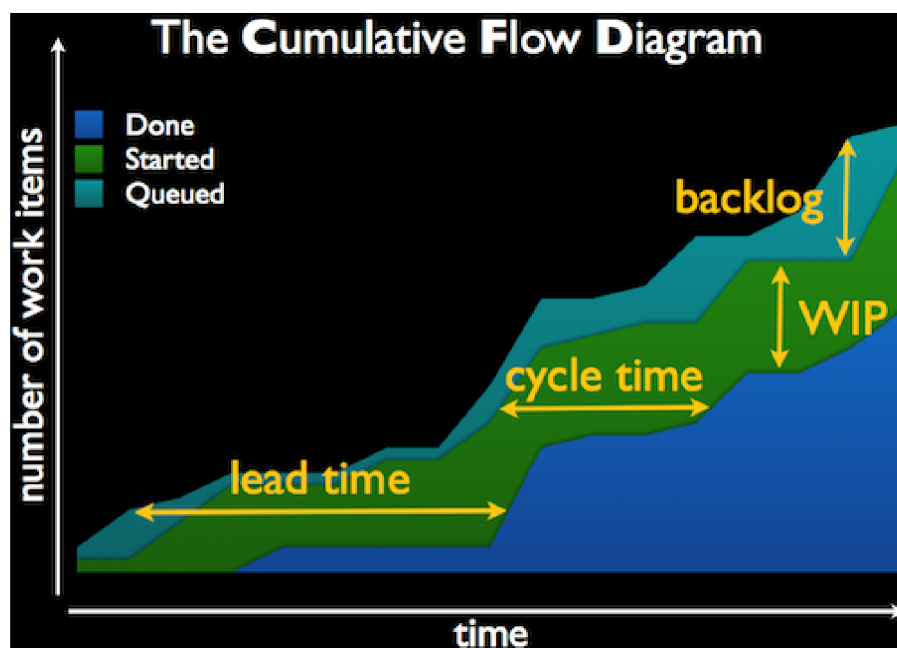 The Cumulative Flow Diagram
Done
Started
Queued
number of work items
backlog
WIP
cycle time
lead time
time